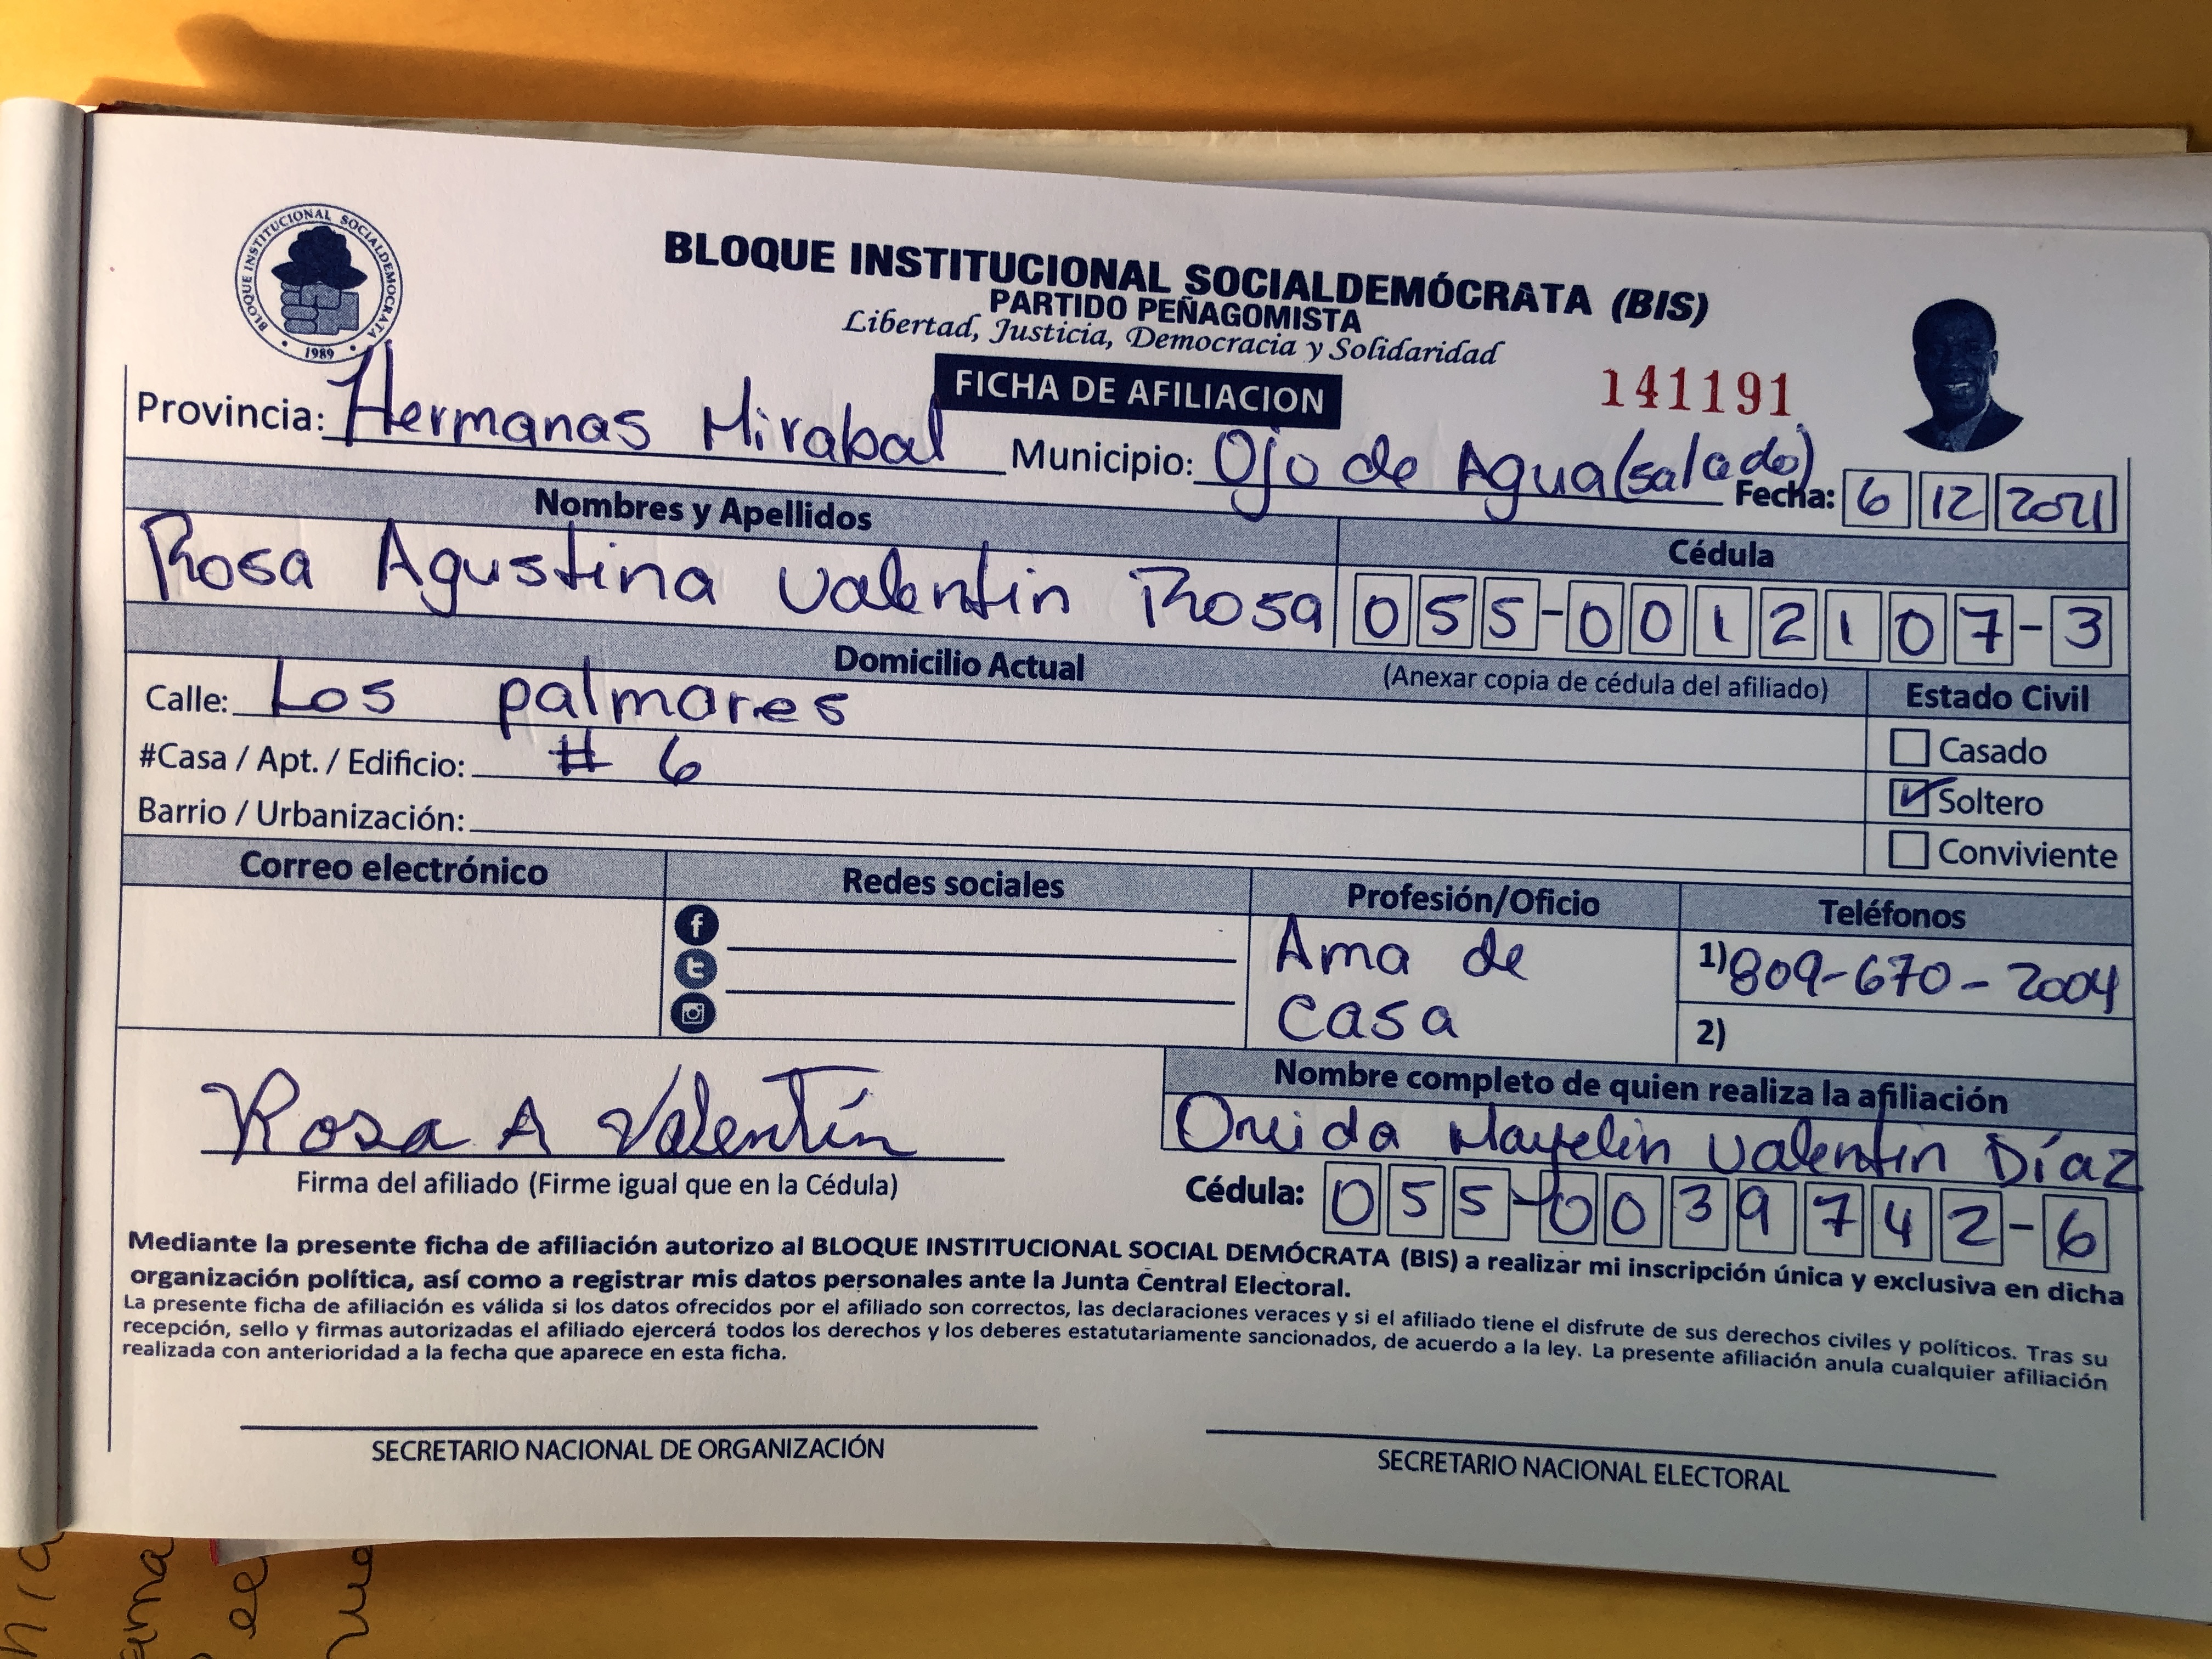 BLOQUE INSTITUCIONAL SOCIALDEMÓCRATA
1989
BLOQUE INSTITUCIONAL SOCIALDEMÓCRATA (BIS)
PARTIDO PEÑAGOMISTA
Libertad, Justicia, Democracia y Solidaridad
FICHA DE AFILIACION
141191
Provincia: Hermanas Mirabal Municipio: Ojo de Agua (salado) Fecha: 6 12 2021
Nombres y Apellidos Cédula
Rosa Agustina Valentin Rosa 055-0012107-3
Domicilio Actual (Anexar copia de cédula del afiliado) Estado Civil
Calle: Los palmares
Casado
#Casa / Apt. / Edificio: # 6
Soltero
Barrio / Urbanización:
Conviviente
Correo electrónico Redes sociales Profesión/Oficio Teléfonos
Ama de casa
1) 809-670-2004
2)
Nombre completo de quien realiza la afiliación
Rosa A Valentín
Mayelin Valentin Díaz
Firma del afiliado (Firme igual que en la Cédula)
Cédula: 055-0039742-6
Mediante la presente ficha de afiliación autorizo al BLOQUE INSTITUCIONAL SOCIAL DEMÓCRATA (BIS) a realizar mi inscripción única y exclusiva en dicha
organización política, así como a registrar mis datos personales ante la Junta Central Electoral.
La presente ficha de afiliación es válida si los datos ofrecidos por el afiliado son correctos, las declaraciones veraces y si el afiliado tiene el disfrute de sus derechos civiles y políticos. Tras su
recepción, sello y firmas autorizadas el afiliado ejercerá todos los derechos y los deberes estatutariamente sancionados, de acuerdo a la ley. La presente afiliación anula cualquier afiliación
realizada con anterioridad a la fecha que aparece en esta ficha.
SECRETARIO NACIONAL DE ORGANIZACIÓN
SECRETARIO NACIONAL ELECTORAL